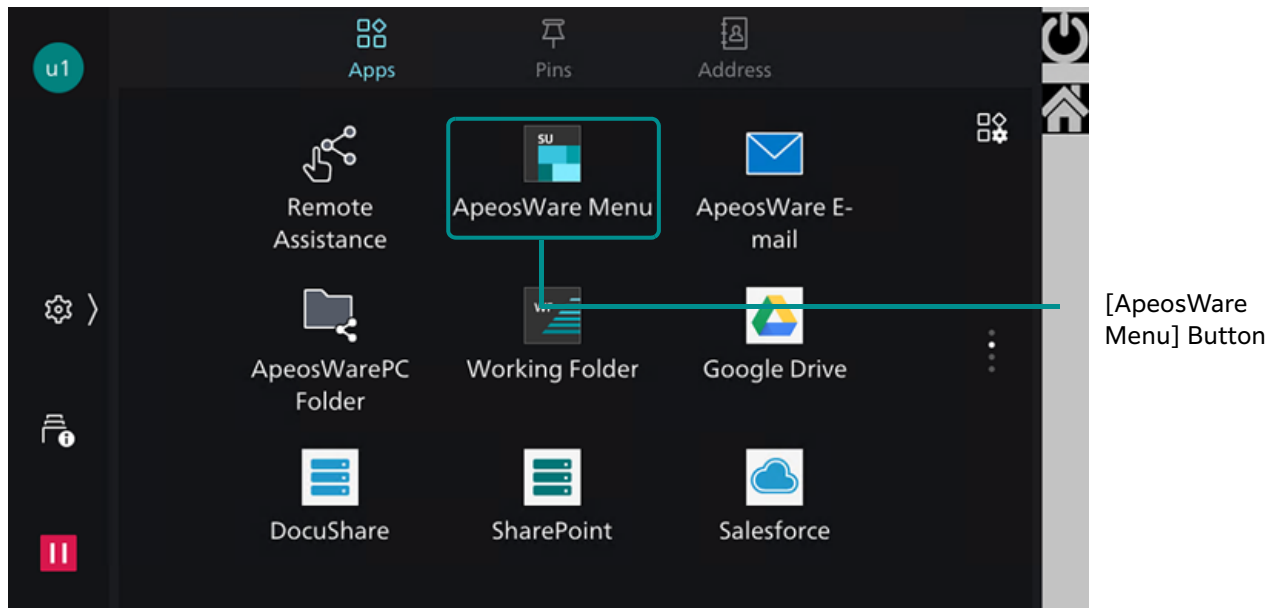 u1
Apps
Pins
Address
SU
Remote
Assistance
ApeosWare Menu
ApeosWare E-
mail
ApeosWarePC
Folder
Working Folder
Google Drive
DocuShare
SharePoint
Salesforce
[ApeosWare
Menu] Button